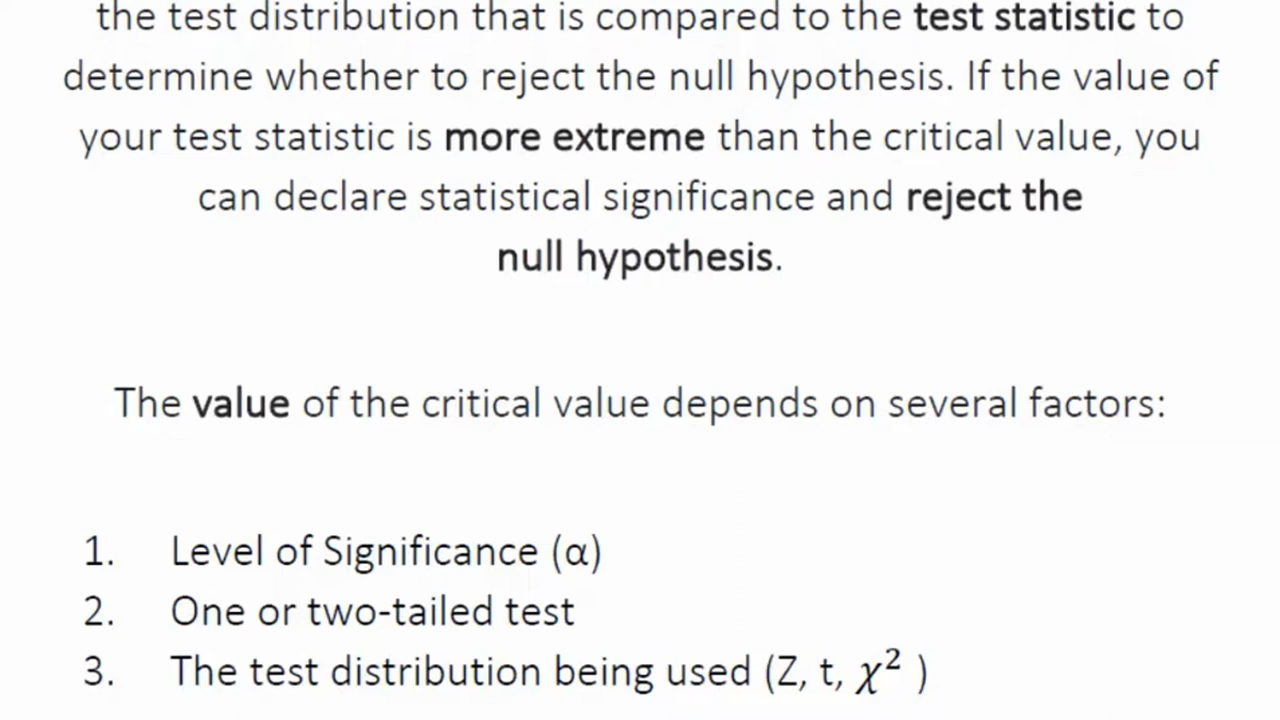 the test distribution that is compared to the test statistic to
determine whether to reject the null hypothesis. If the value of
your test statistic is more extreme than the critical value, you
can declare statistical significance and reject the
null hypothesis.
The value of the critical value depends on several factors:
1. Level of Significance (α)
2. One or two-tailed test
3. The test distribution being used (Z, t, χ² )